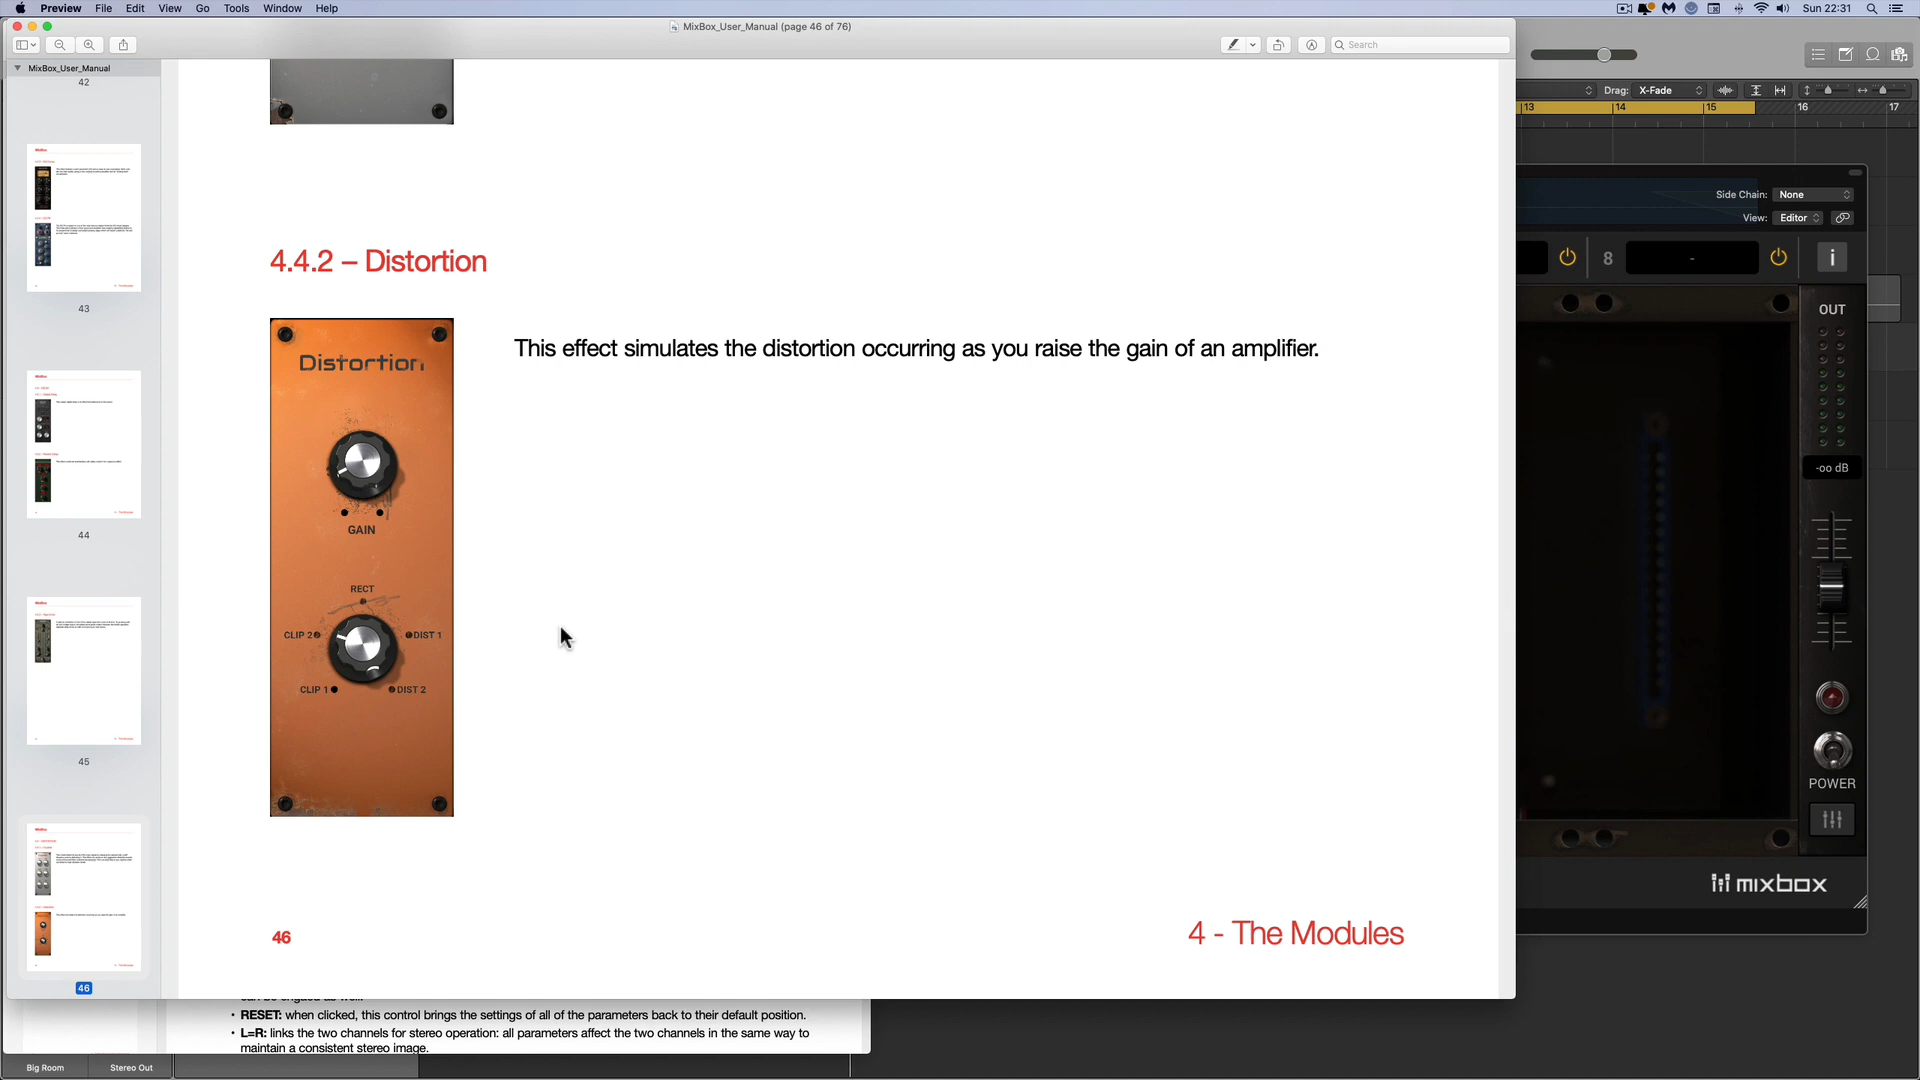 Preview File Edit View Go Tools Window Help
Sun 22:31
MixBox_User_Manual (page 46 of 76)
Search
MixBox_User_Manual
42
43
44
45
46
4.4.2 – Distortion
Distortion
This effect simulates the distortion occurring as you raise the gain of an amplifier.
GAIN
RECT
CLIP 2
DIST 1
CLIP 1
DIST 2
46
4 - The Modules
RESET: when clicked, this control brings the settings of all of the parameters back to their default position.
L=R: links the two channels for stereo operation: all parameters affect the two channels in the same way to
maintain a consistent stereo image.
Big Room
Stereo Out
Drag: X-Fade
13 14 15 16 17
Side Chain: None
View: Editor
8
-
i
OUT
-oo dB
POWER
mixbox